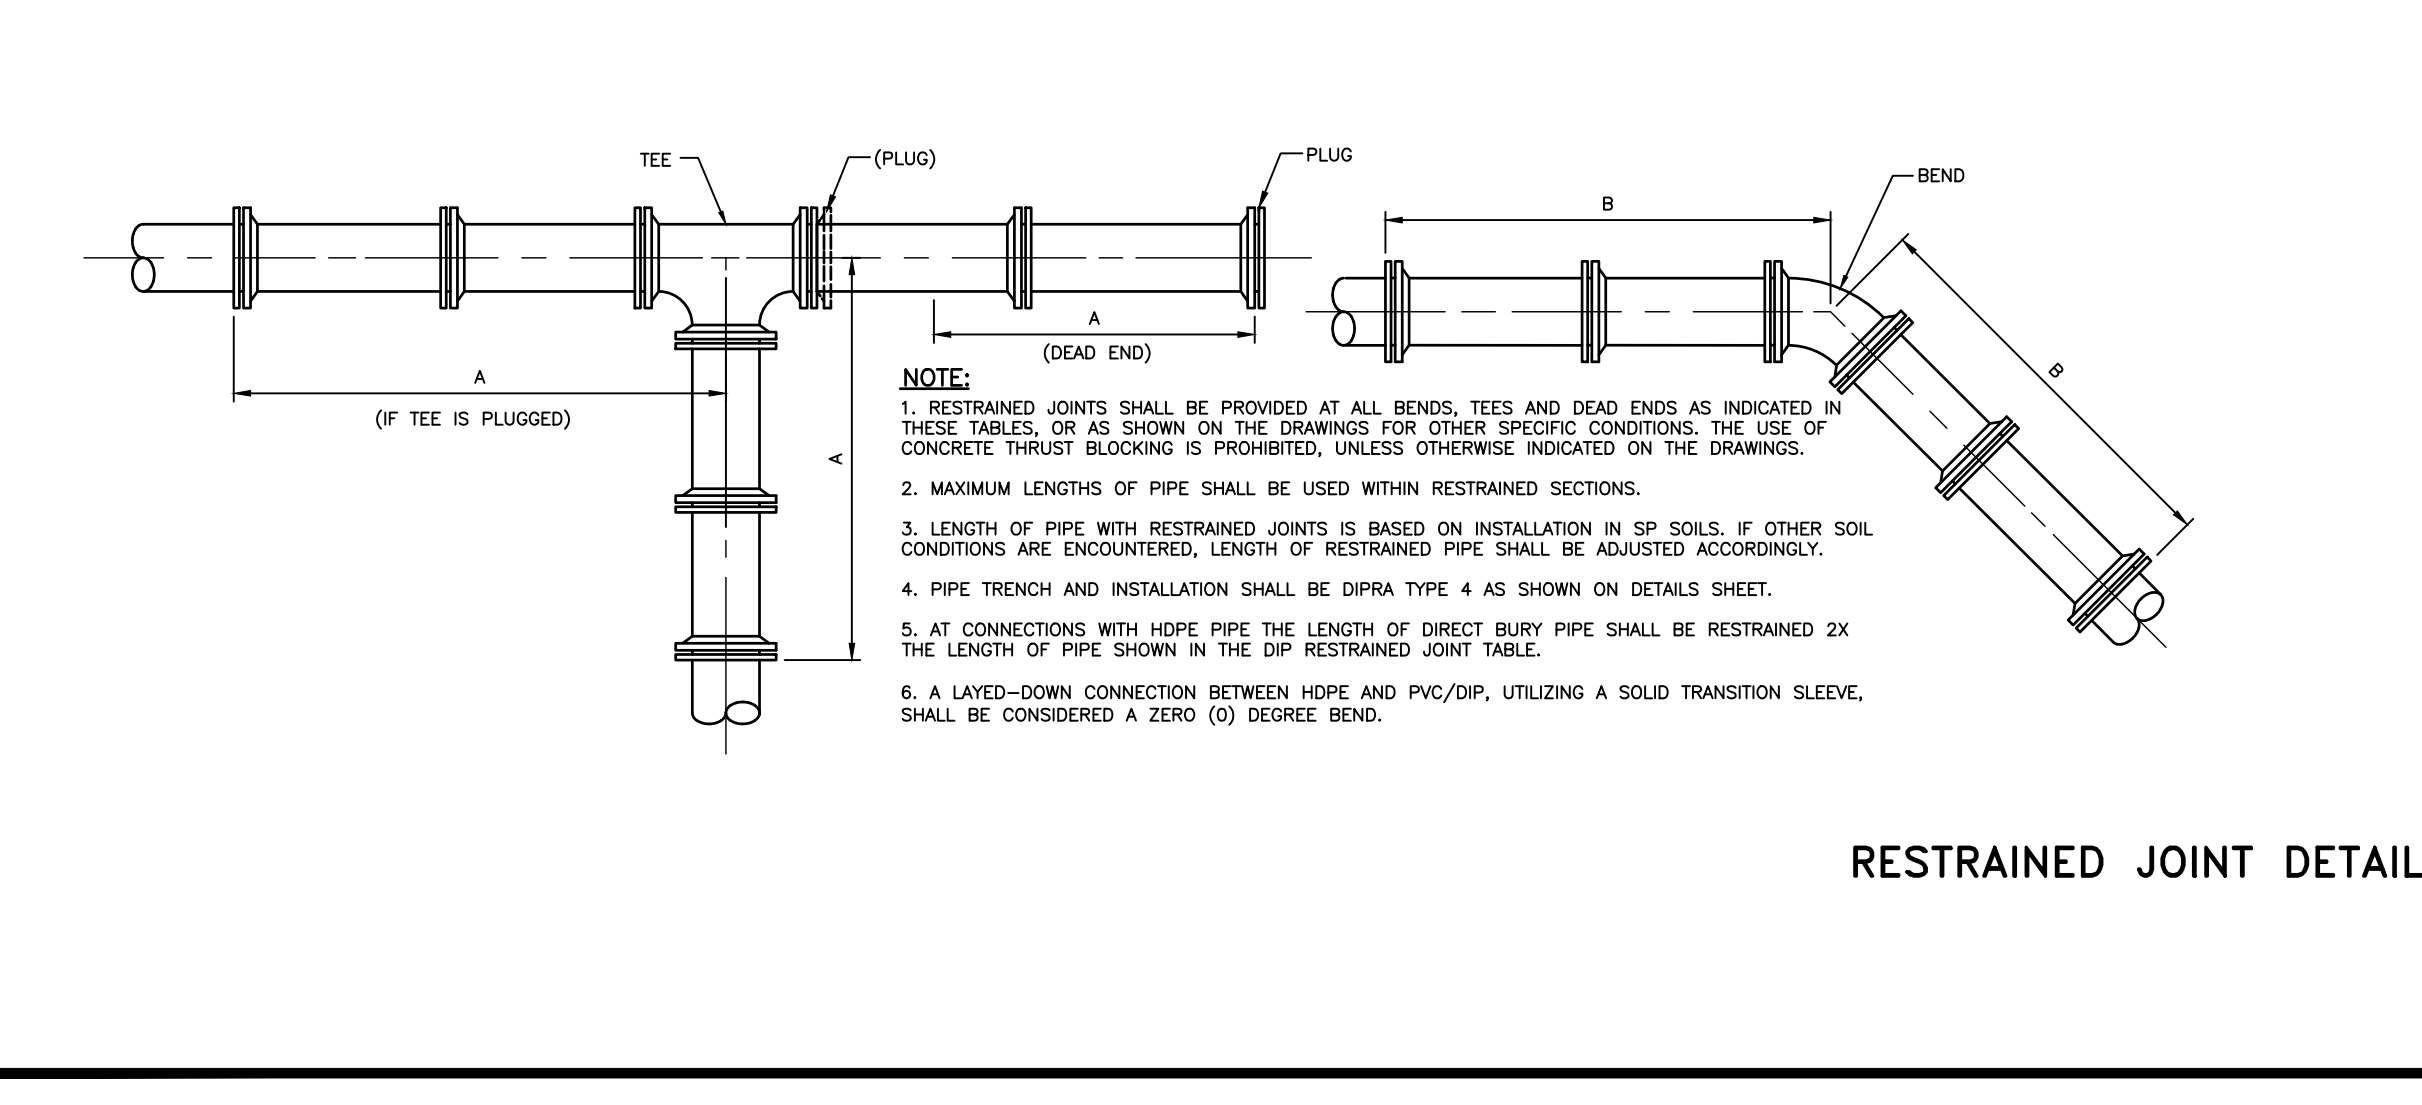 TEE
(PLUG)
PLUG
BEND
B
A
(DEAD END)
A
(IF TEE IS PLUGGED)
A
B
NOTE:
1. RESTRAINED JOINTS SHALL BE PROVIDED AT ALL BENDS, TEES AND DEAD ENDS AS INDICATED IN
THESE TABLES, OR AS SHOWN ON THE DRAWINGS FOR OTHER SPECIFIC CONDITIONS. THE USE OF
CONCRETE THRUST BLOCKING IS PROHIBITED, UNLESS OTHERWISE INDICATED ON THE DRAWINGS.
2. MAXIMUM LENGTHS OF PIPE SHALL BE USED WITHIN RESTRAINED SECTIONS.
3. LENGTH OF PIPE WITH RESTRAINED JOINTS IS BASED ON INSTALLATION IN SP SOILS. IF OTHER SOIL
CONDITIONS ARE ENCOUNTERED, LENGTH OF RESTRAINED PIPE SHALL BE ADJUSTED ACCORDINGLY.
4. PIPE TRENCH AND INSTALLATION SHALL BE DIPRA TYPE 4 AS SHOWN ON DETAILS SHEET.
5. AT CONNECTIONS WITH HDPE PIPE THE LENGTH OF DIRECT BURY PIPE SHALL BE RESTRAINED 2X
THE LENGTH OF PIPE SHOWN IN THE DIP RESTRAINED JOINT TABLE.
6. A LAYED-DOWN CONNECTION BETWEEN HDPE AND PVC/DIP, UTILIZING A SOLID TRANSITION SLEEVE,
SHALL BE CONSIDERED A ZERO (0) DEGREE BEND.
RESTRAINED JOINT DETAIL